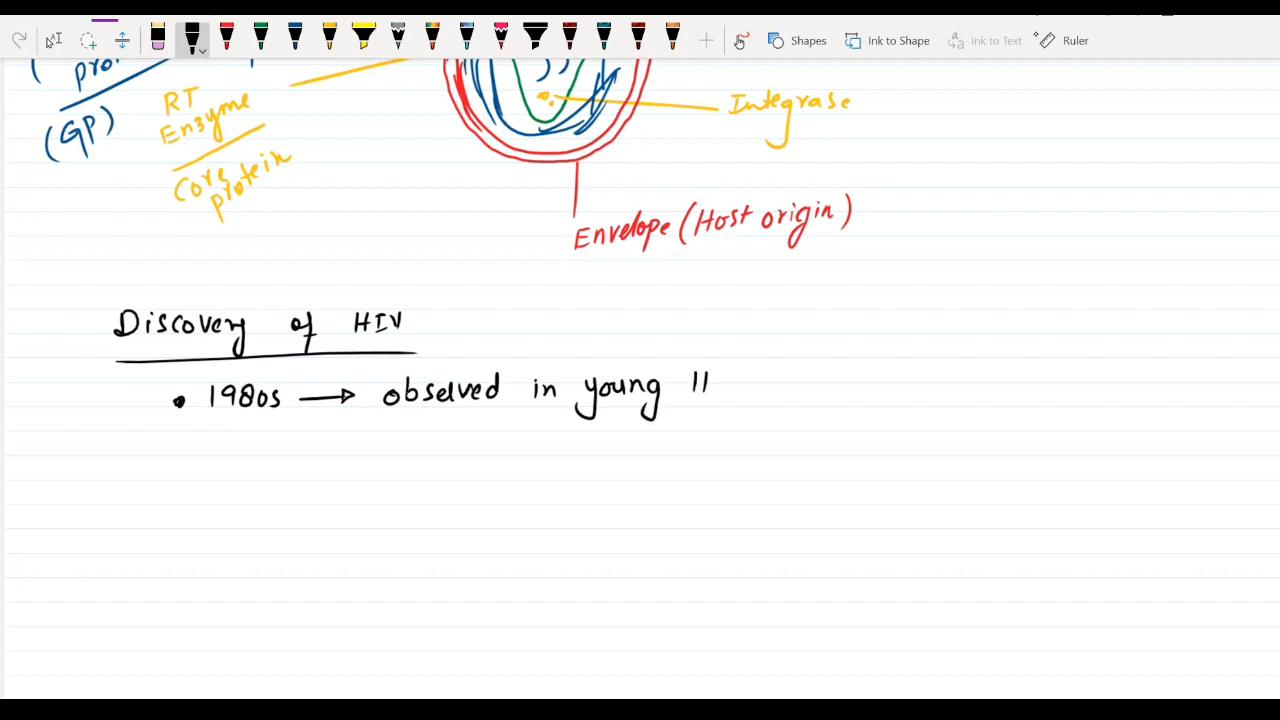 Ink to Shape
Shapes
Ink to Text
Ruler
(GP)
RT
Enzyme
Core
protein
Integrase
Envelope (Host origin)
Discovery of HIV
• 1980s → observed in young